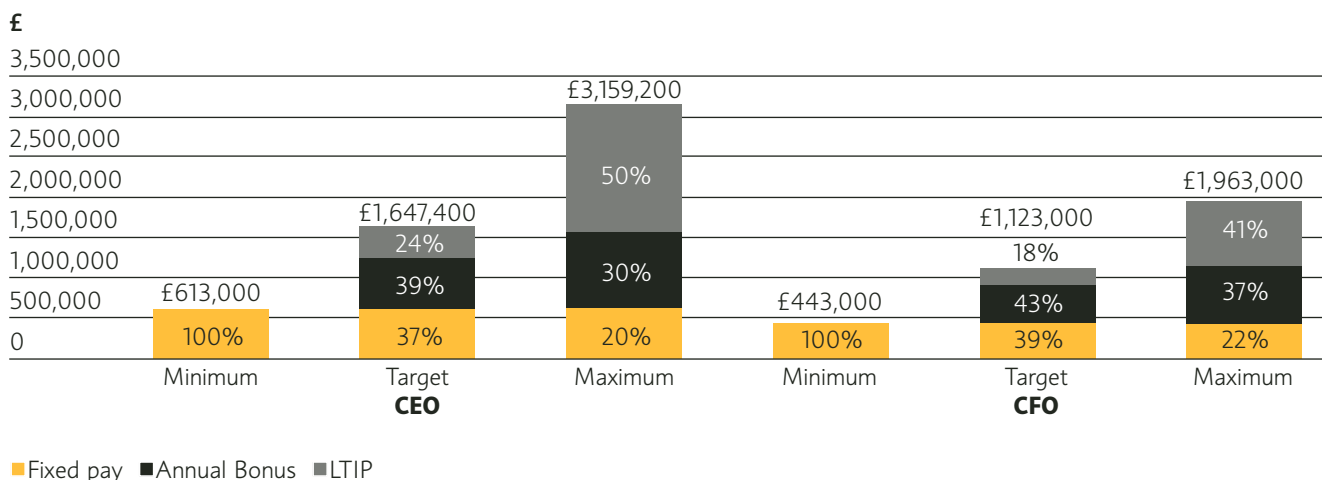 £
3,500,000
3,000,000
£3,159,200
2,500,000
2,000,000
50%
£1,963,000
1,500,000
£1,647,400
£1,123,000
24%
18%
41%
1,000,000
39%
30%
43%
37%
500,000
£613,000
£443,000
0
100%
37%
20%
100%
39%
22%
Minimum
Target
Maximum
Minimum
Target
Maximum
CEO
CFO
Fixed pay
Annual Bonus
LTIP